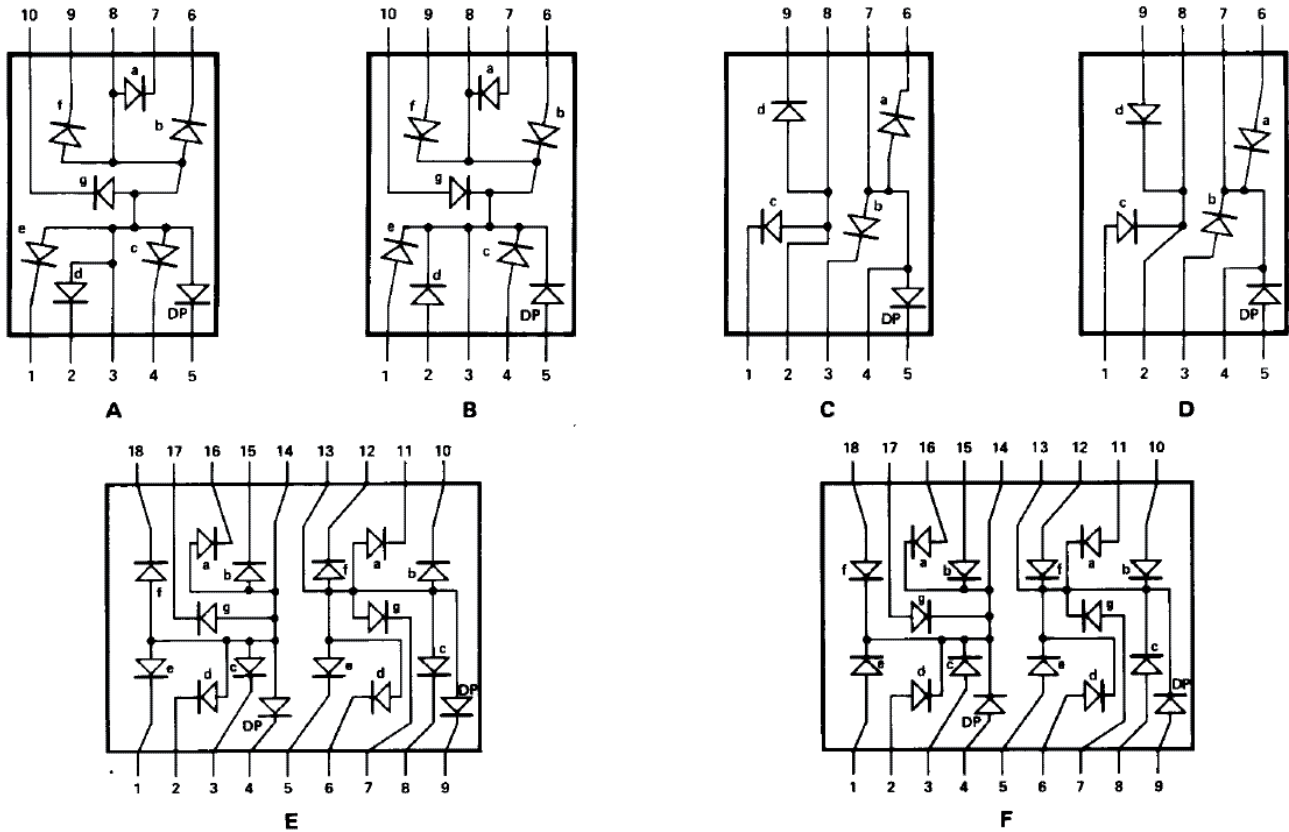 10 9 8 7 6 10 9 8 7 6 9 8 7 6 9 8 7 6
a a
f b f b d a d a
g g
e c e c c b c b
d d
DP DP DP DP
1 2 3 4 5 1 2 3 4 5 1 2 3 4 5 1 2 3 4 5
A B C D
18 17 16 15 14 13 12 11 10 18 17 16 15 14 13 12 11 10
a a a a
f b f b f b f b
g g g g
e c e c e c e c
d d d d
DP DP DP DP
1 2 3 4 5 6 7 8 9 1 2 3 4 5 6 7 8 9
E F